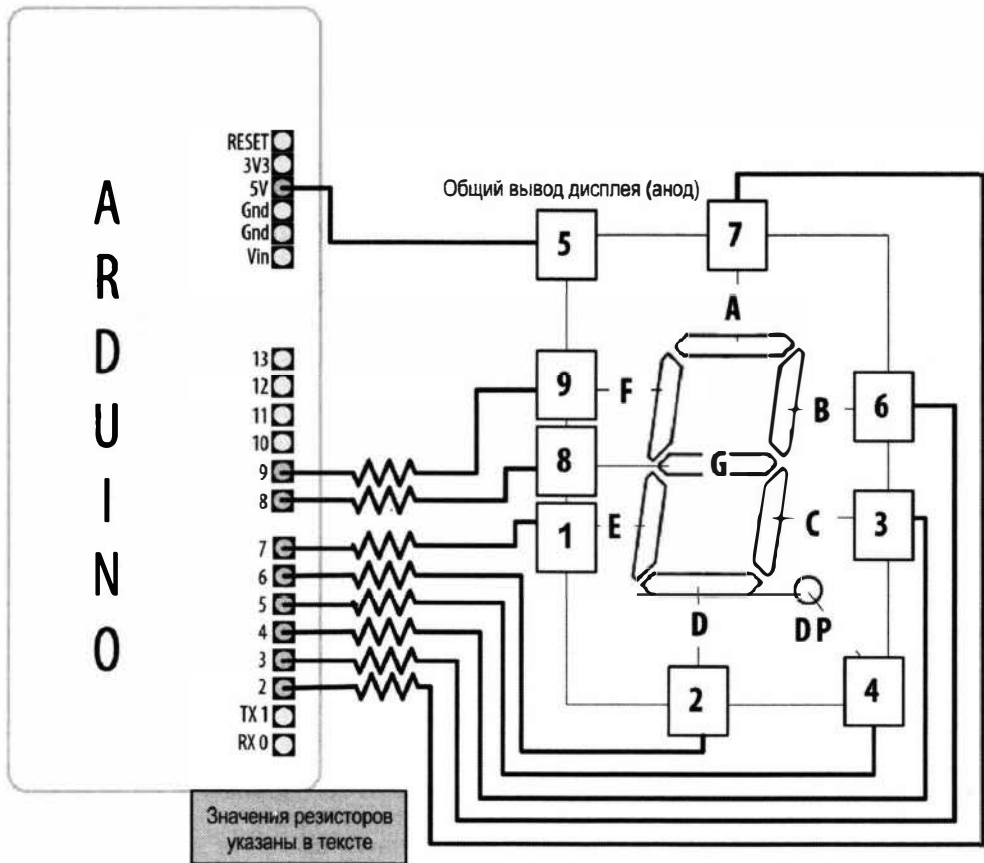 ARDUINO
RESET
3V3
5V
Gnd
Gnd
Vin
13
12
11
10
9
8
7
6
5
4
3
2
TX 1
RX 0
Общий вывод дисплея (анод)
5
7
A
9
F
B
6
8
G
1
E
C
3
D
DP
2
4
Значения резисторов
указаны в тексте